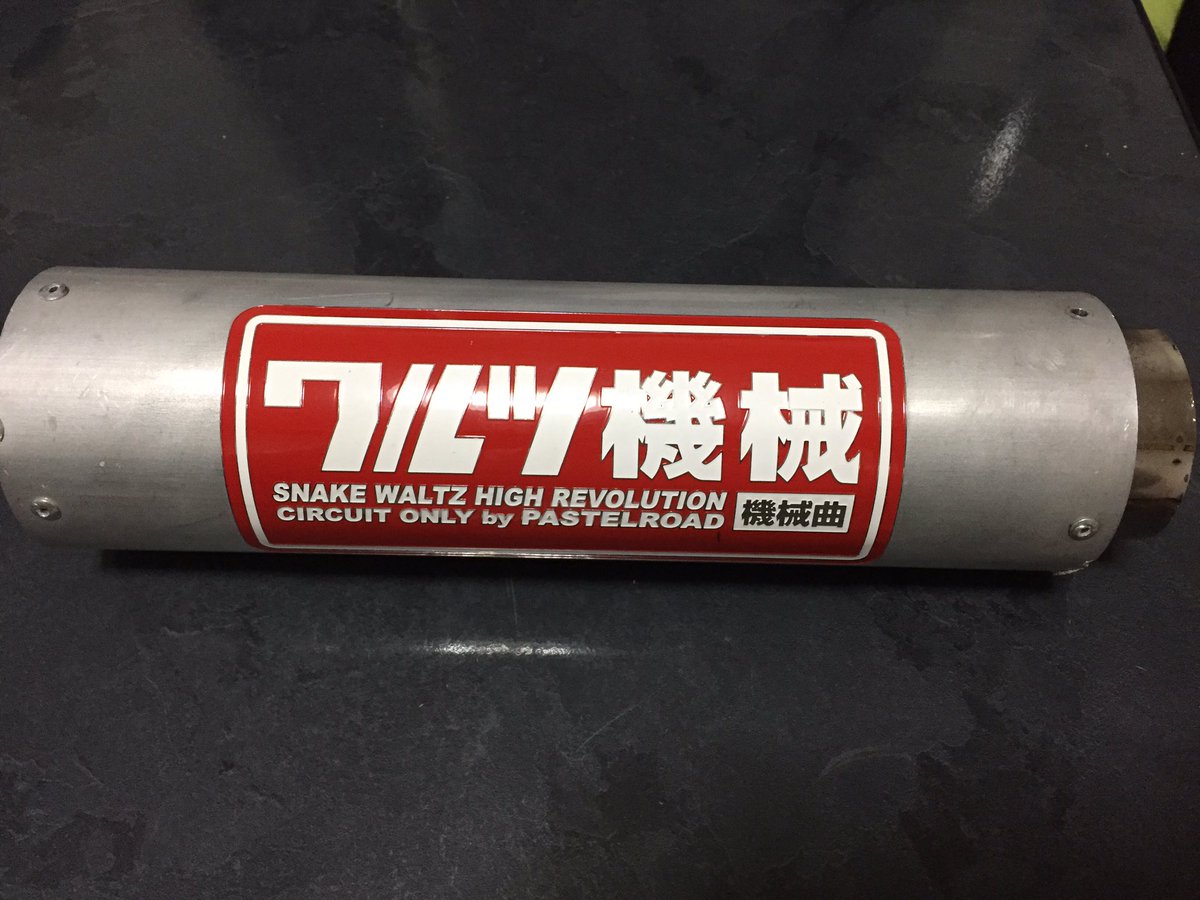 ワルツ機械
SNAKE WALTZ HIGH REVOLUTION
CIRCUIT ONLY by PASTELROAD
機械曲